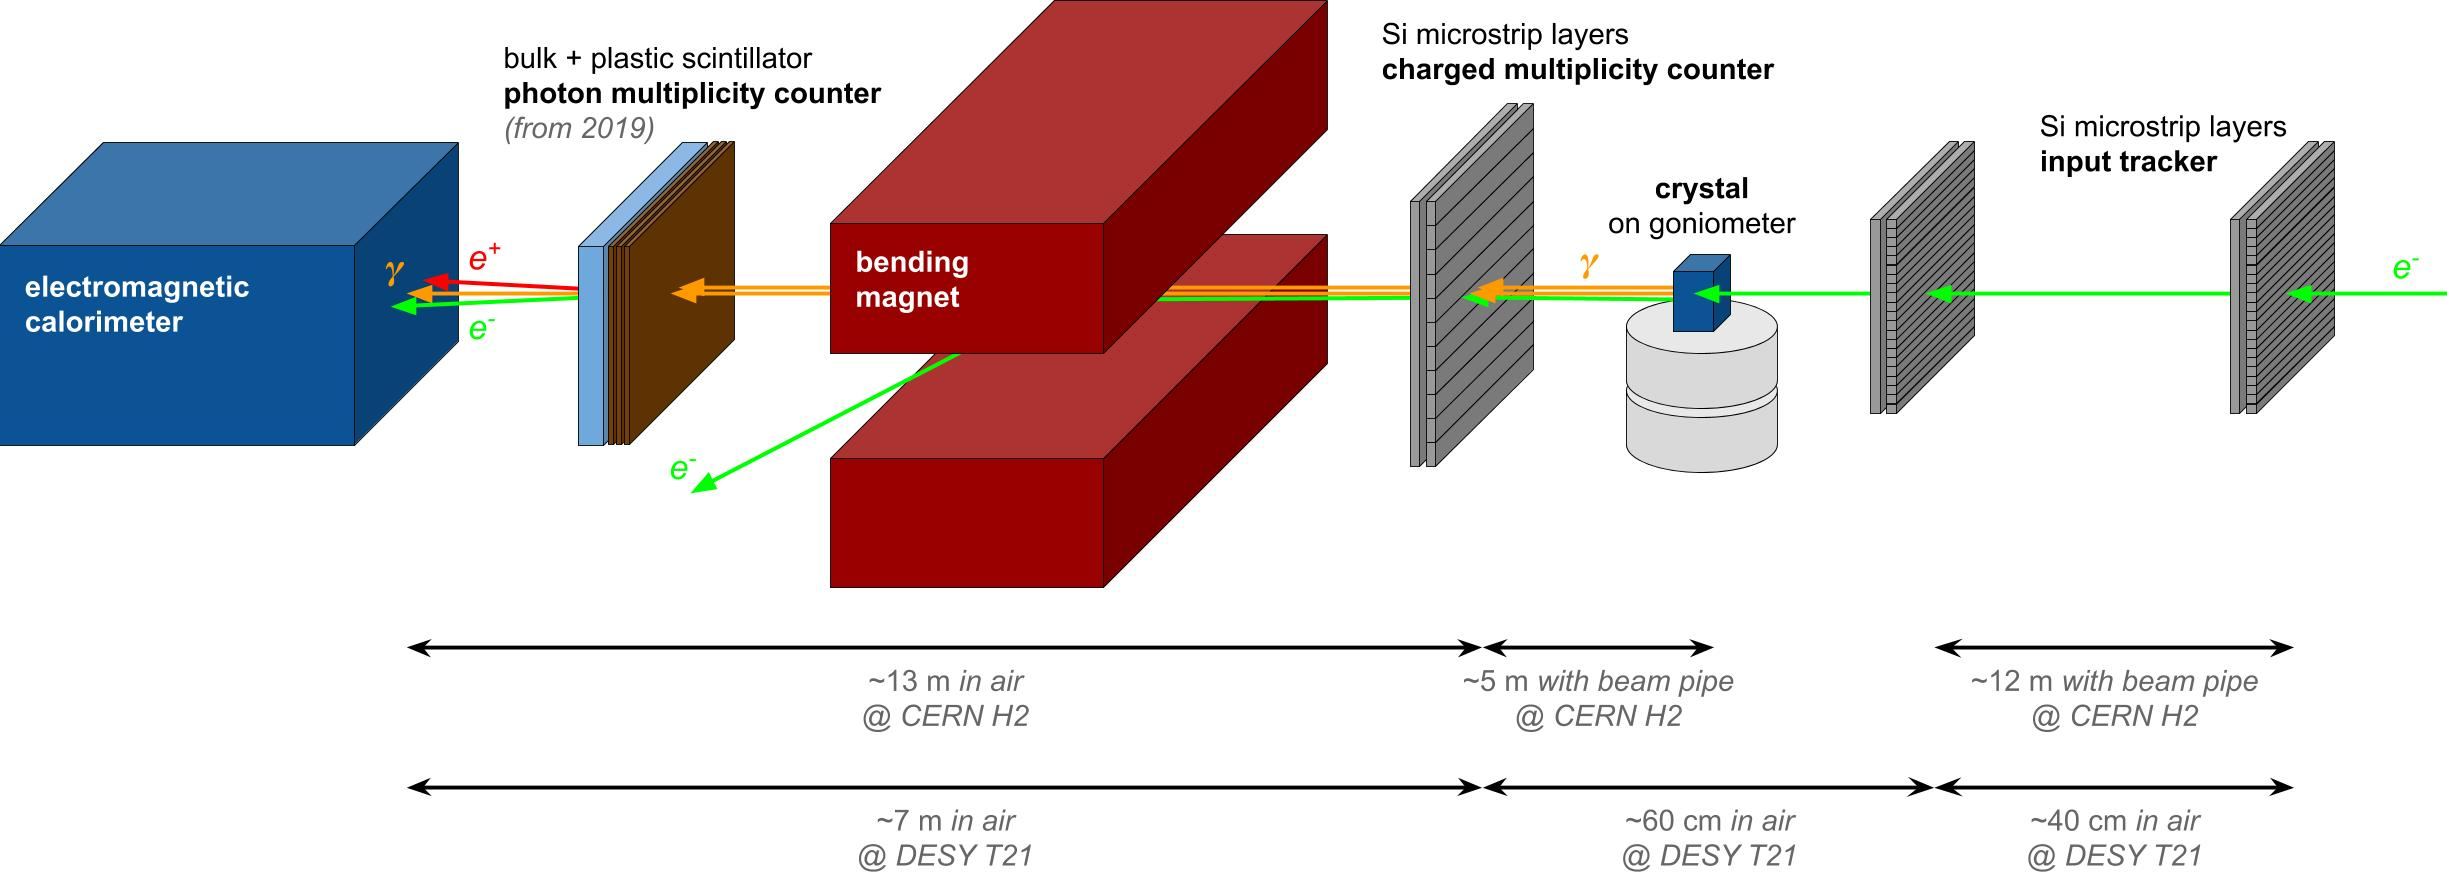 bulk + plastic scintillator
photon multiplicity counter
(from 2019)
Si microstrip layers
charged multiplicity counter
Si microstrip layers
input tracker
crystal
on goniometer
bending
magnet
electromagnetic
calorimeter
γ
e+
e-
e-
γ
e-
~13 m in air
@ CERN H2
~5 m with beam pipe
@ CERN H2
~12 m with beam pipe
@ CERN H2
~7 m in air
@ DESY T21
~60 cm in air
@ DESY T21
~40 cm in air
@ DESY T21